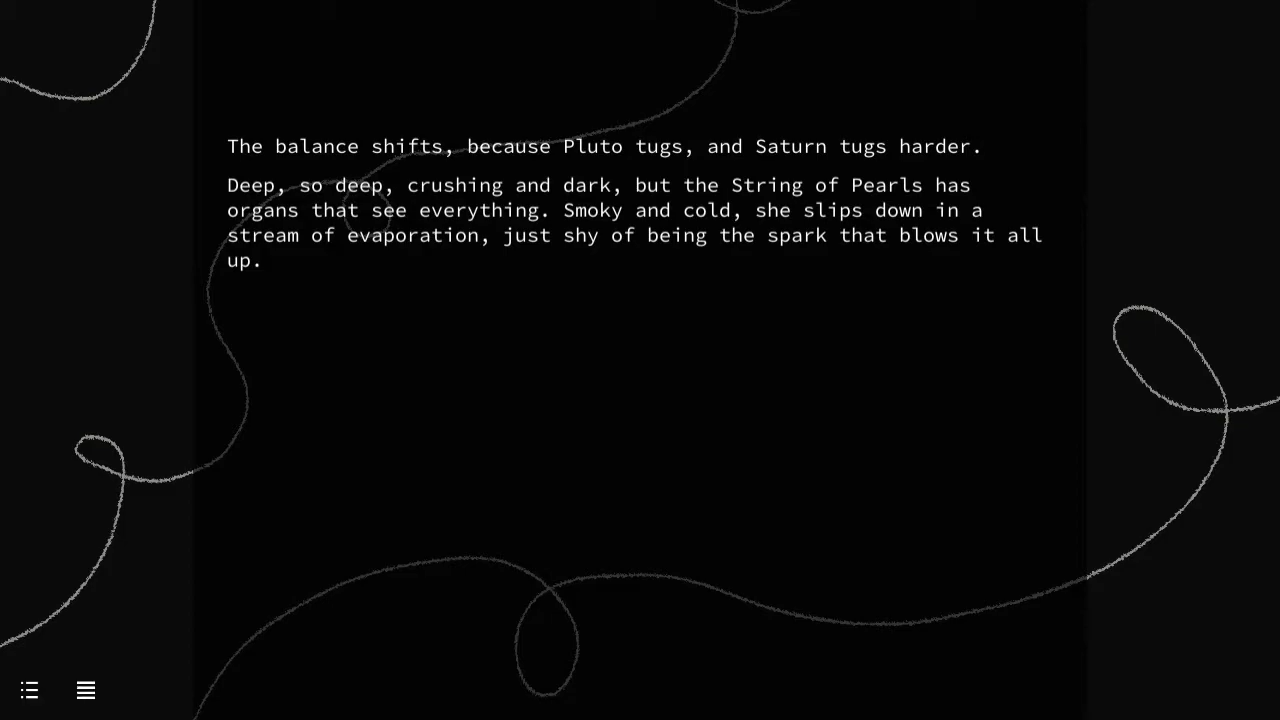 The balance shifts, because Pluto tugs, and Saturn tugs harder.
Deep, so deep, crushing and dark, but the String of Pearls has
organs that see everything. Smoky and cold, she slips down in a
stream of evaporation, just shy of being the spark that blows it all
up.